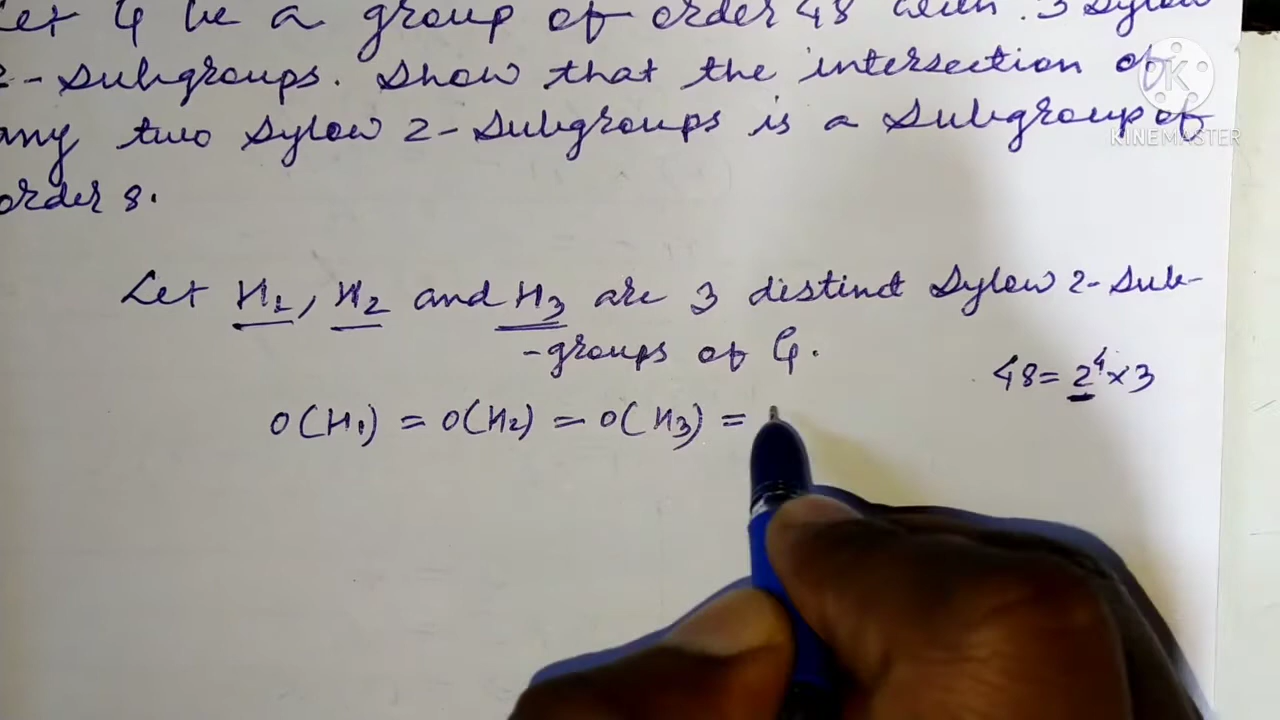 Let G be a group of order 48 with 3 Sylow
2-subgroups. Show that the intersection of
any two Sylow 2-subgroups is a subgroup of
order 8.
KINEMASTER
Let H1, H2 and H3 are 3 distinct Sylow 2-sub-
-groups of G.
48 = 2⁴×3
O(H1) = O(H2) = O(H3) =